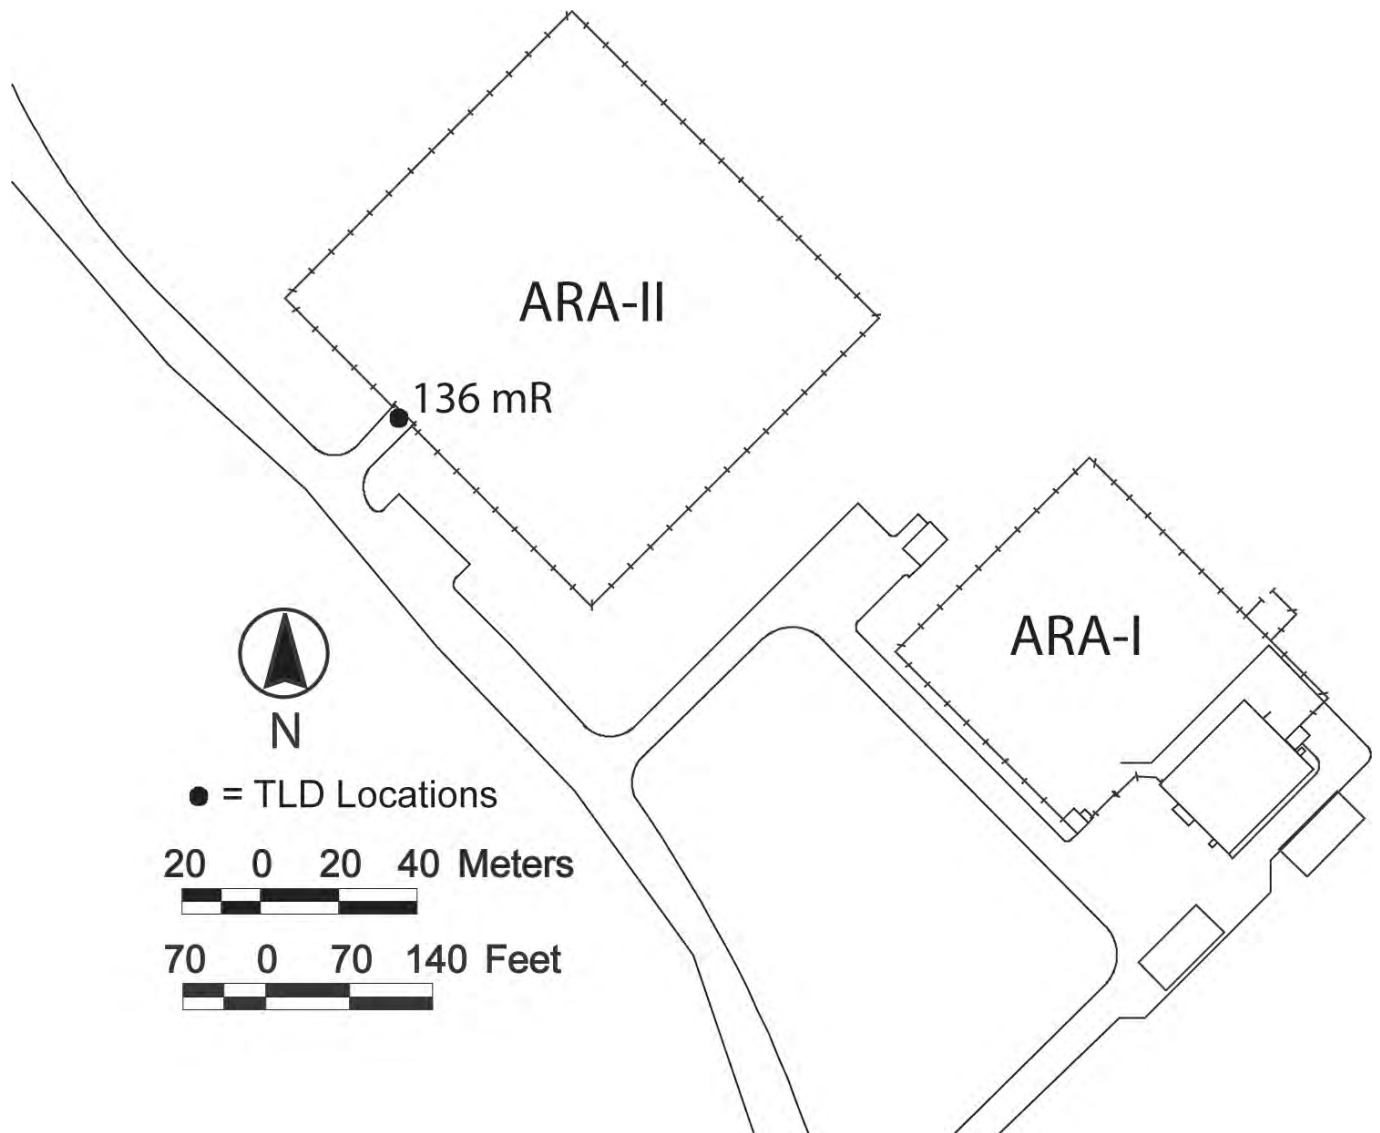 ARA-II
136 mR
ARA-I
N
= TLD Locations
20 0 20 40 Meters
70 0 70 140 Feet